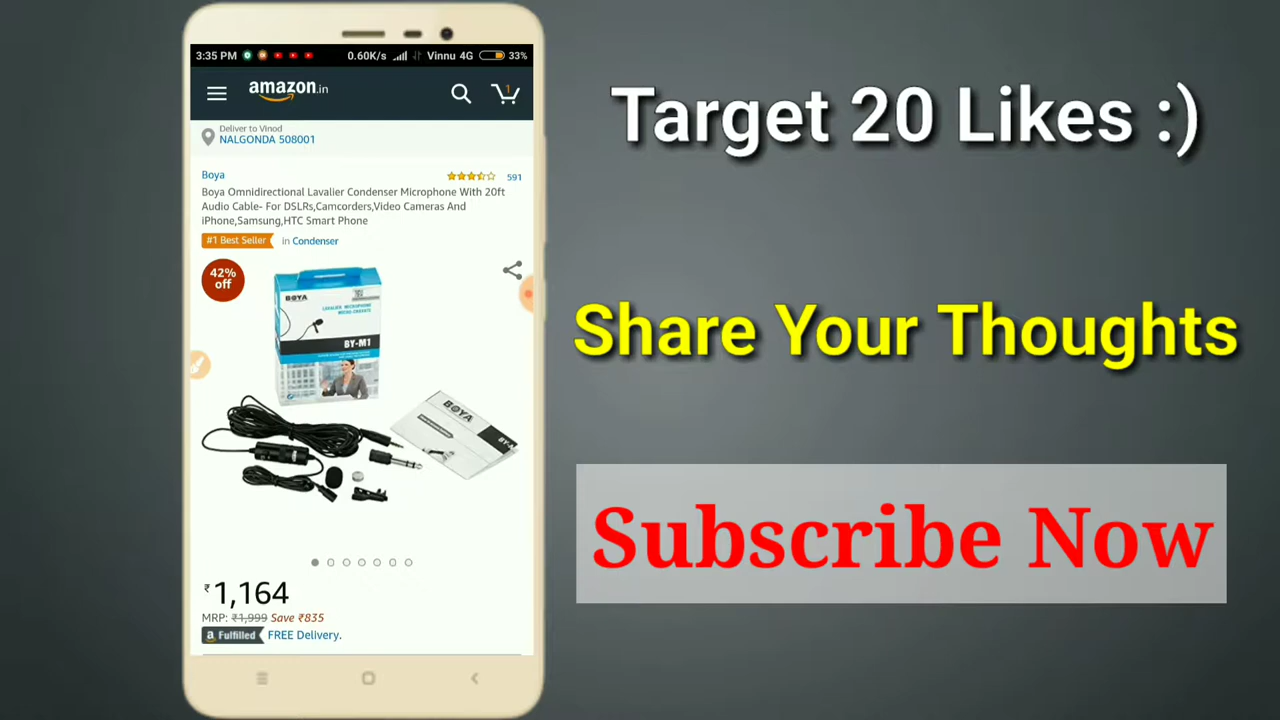 3:35 PM 0.60K/s Vinnu 4G 33%
amazon.in 1
Deliver to Vinod
NALGONDA 508001
Boya 591
Boya Omnidirectional Lavalier Condenser Microphone With 20ft
Audio Cable- For DSLRs,Camcorders,Video Cameras And
iPhone,Samsung,HTC Smart Phone
#1 Best Seller in Condenser
42%
off
BOYA
LAVALIER MICROPHONE
BY-M1
BOYA
₹1,164
MRP: ₹1,999 Save ₹835
a Fulfilled FREE Delivery.
Target 20 Likes :)
Share Your Thoughts
Subscribe Now